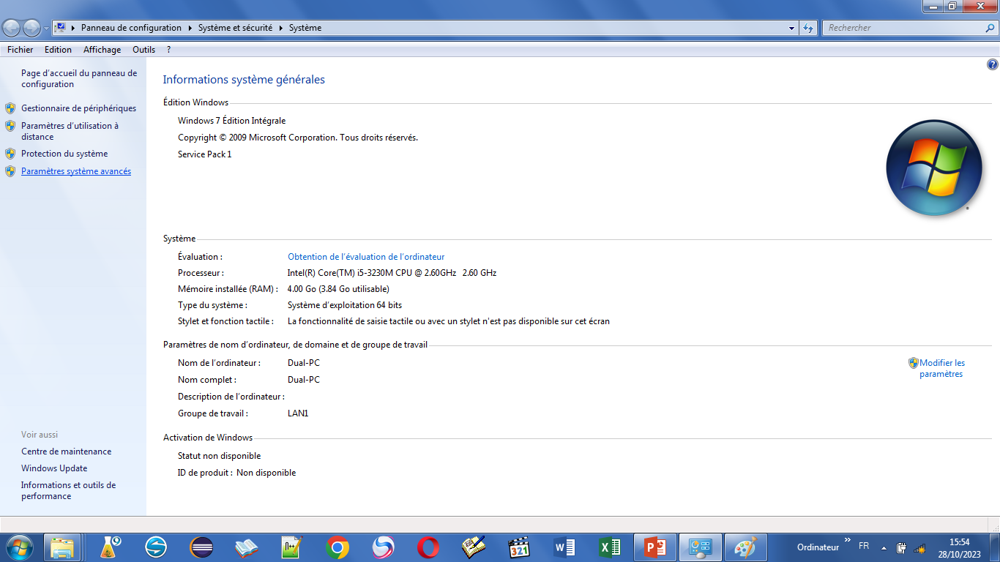 Panneau de configuration Système et sécurité Système
Rechercher
Fichier Edition Affichage Outils ?
Page d'accueil du panneau de
configuration
Gestionnaire de périphériques
Paramètres d'utilisation à
distance
Protection du système
Paramètres système avancés
Informations système générales
Édition Windows
Windows 7 Édition Intégrale
Copyright © 2009 Microsoft Corporation. Tous droits réservés.
Service Pack 1
Système
Évaluation : Obtention de l'évaluation de l'ordinateur
Processeur : Intel(R) Core(TM) i5-3230M CPU @ 2.60GHz 2.60 GHz
Mémoire installée (RAM) : 4.00 Go (3.84 Go utilisable)
Type du système : Système d'exploitation 64 bits
Stylet et fonction tactile : La fonctionnalité de saisie tactile ou avec un stylet n'est pas disponible sur cet écran
Paramètres de nom d'ordinateur, de domaine et de groupe de travail
Nom de l'ordinateur : Dual-PC
Modifier les
paramètres
Nom complet : Dual-PC
Description de l'ordinateur :
Groupe de travail : LAN1
Activation de Windows
Statut non disponible
ID de produit : Non disponible
Voir aussi
Centre de maintenance
Windows Update
Informations et outils de
performance
Ordinateur » FR
15:54
28/10/2023